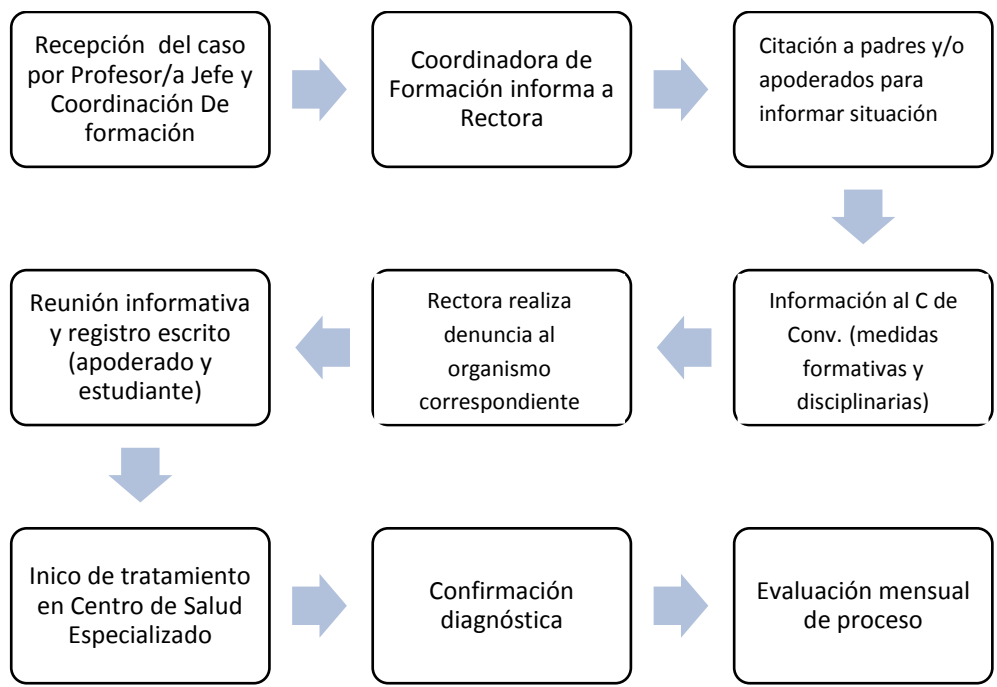 Recepción  del caso
por Profesor/a Jefe y
Coordinación De
formación
Coordinadora de
Formación informa a
Rectora
Citación a padres y/o
apoderados para
informar situación
Información al C de
Conv. (medidas
formativas y
disciplinarias)
Rectora realiza
denuncia al
organismo
correspondiente
Reunión informativa
y registro escrito
(apoderado y
estudiante)
Inico de tratamiento
en Centro de Salud
Especializado
Confirmación
diagnóstica
Evaluación mensual
de proceso